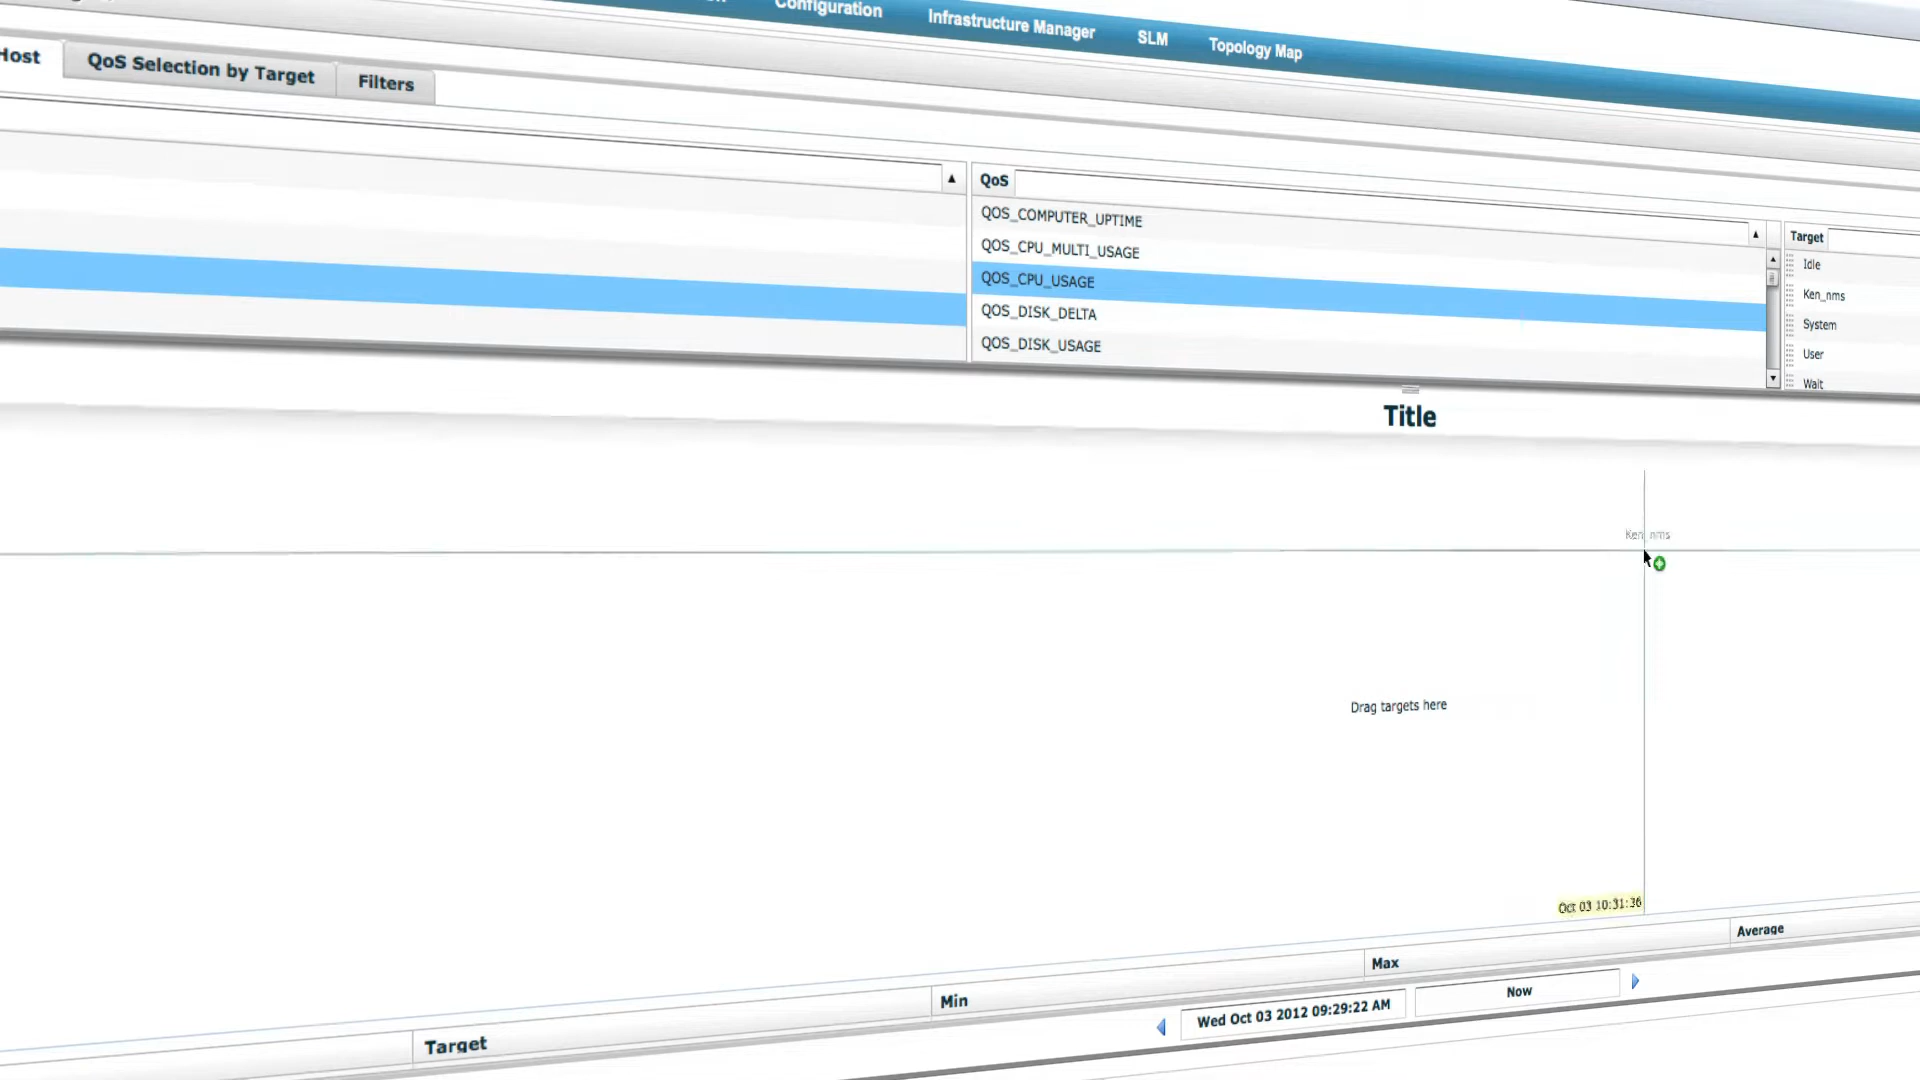 Configuration
Infrastructure Manager
SLM
Topology Map
Host
QoS Selection by Target
Filters
QoS
QOS_COMPUTER_UPTIME
QOS_CPU_MULTI_USAGE
QOS_CPU_USAGE
QOS_DISK_DELTA
QOS_DISK_USAGE
Target
Idle
Ken_nms
System
User
Wait
Title
Ken_nms
Drag targets here
Oct 03 10:31:36
Target
Min
Max
Average
Wed Oct 03 2012 09:29:22 AM
Now